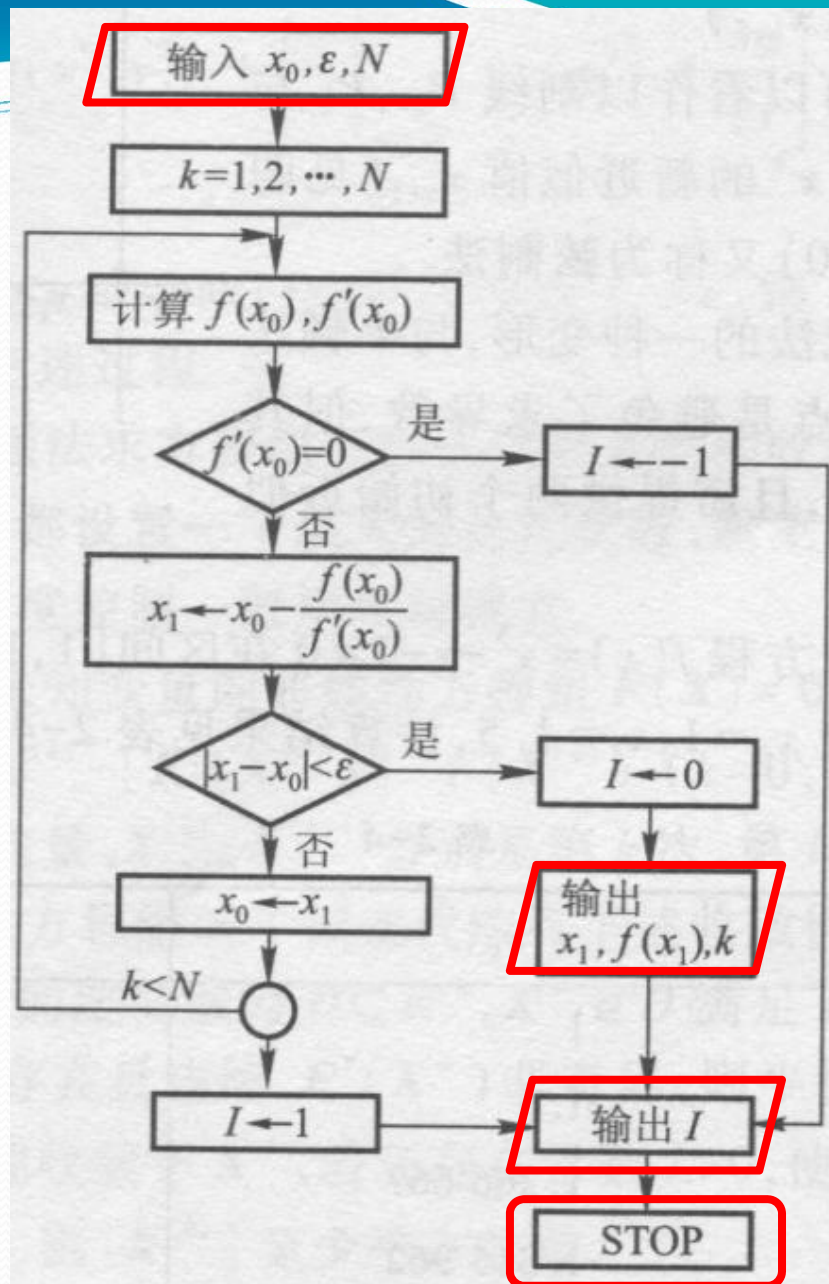 输入 x₀,ε,N
k=1,2,⋯,N
计算 f(x₀),f′(x₀)
f′(x₀)=0
是
I←−1
否
x₁←x₀−f(x₀)/f′(x₀)
|x₁−x₀|<ε
是
I←0
否
x₀←x₁
输出
x₁,f(x₁),k
k<N
I←1
输出 I
STOP